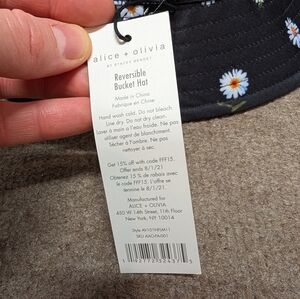 alice + olivia
BY STACEY BENDET
Reversible
Bucket Hat
Made in China
Fabriqué en Chine
Hand wash cold. Do not bleach.
Line dry. Do not dry clean.
Laver à main a l'eau froide. Ne pas
utiliser agent de blanchiment.
Sécher à l'ombre. Ne pas
nettoyer à sec.
Get 15% off with code FFF15.
Offer ends 8/1/21
Obtenez 15 % de rabais avec
le code FFF15. L'offre se
termine le 8/1/21.
Manufactured for
ALICE + OLIVIA
450 W 14th Street, 11th Floor
New York, NY 10014